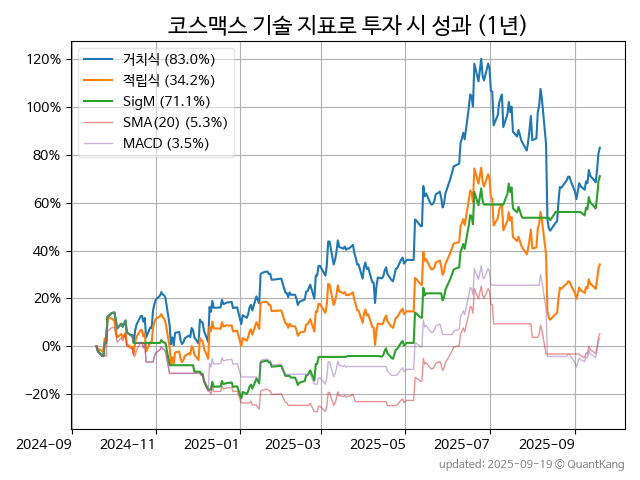 코스맥스 기술 지표로 투자 시 성과 (1년)
거치식 (83.0%)
적립식 (34.2%)
SigM (71.1%)
SMA(20) (5.3%)
MACD (3.5%)
120%
100%
80%
60%
40%
20%
0%
−20%
2024-09 2024-11 2025-01 2025-03 2025-05 2025-07 2025-09
updated: 2025-09-19 @ QuantKang